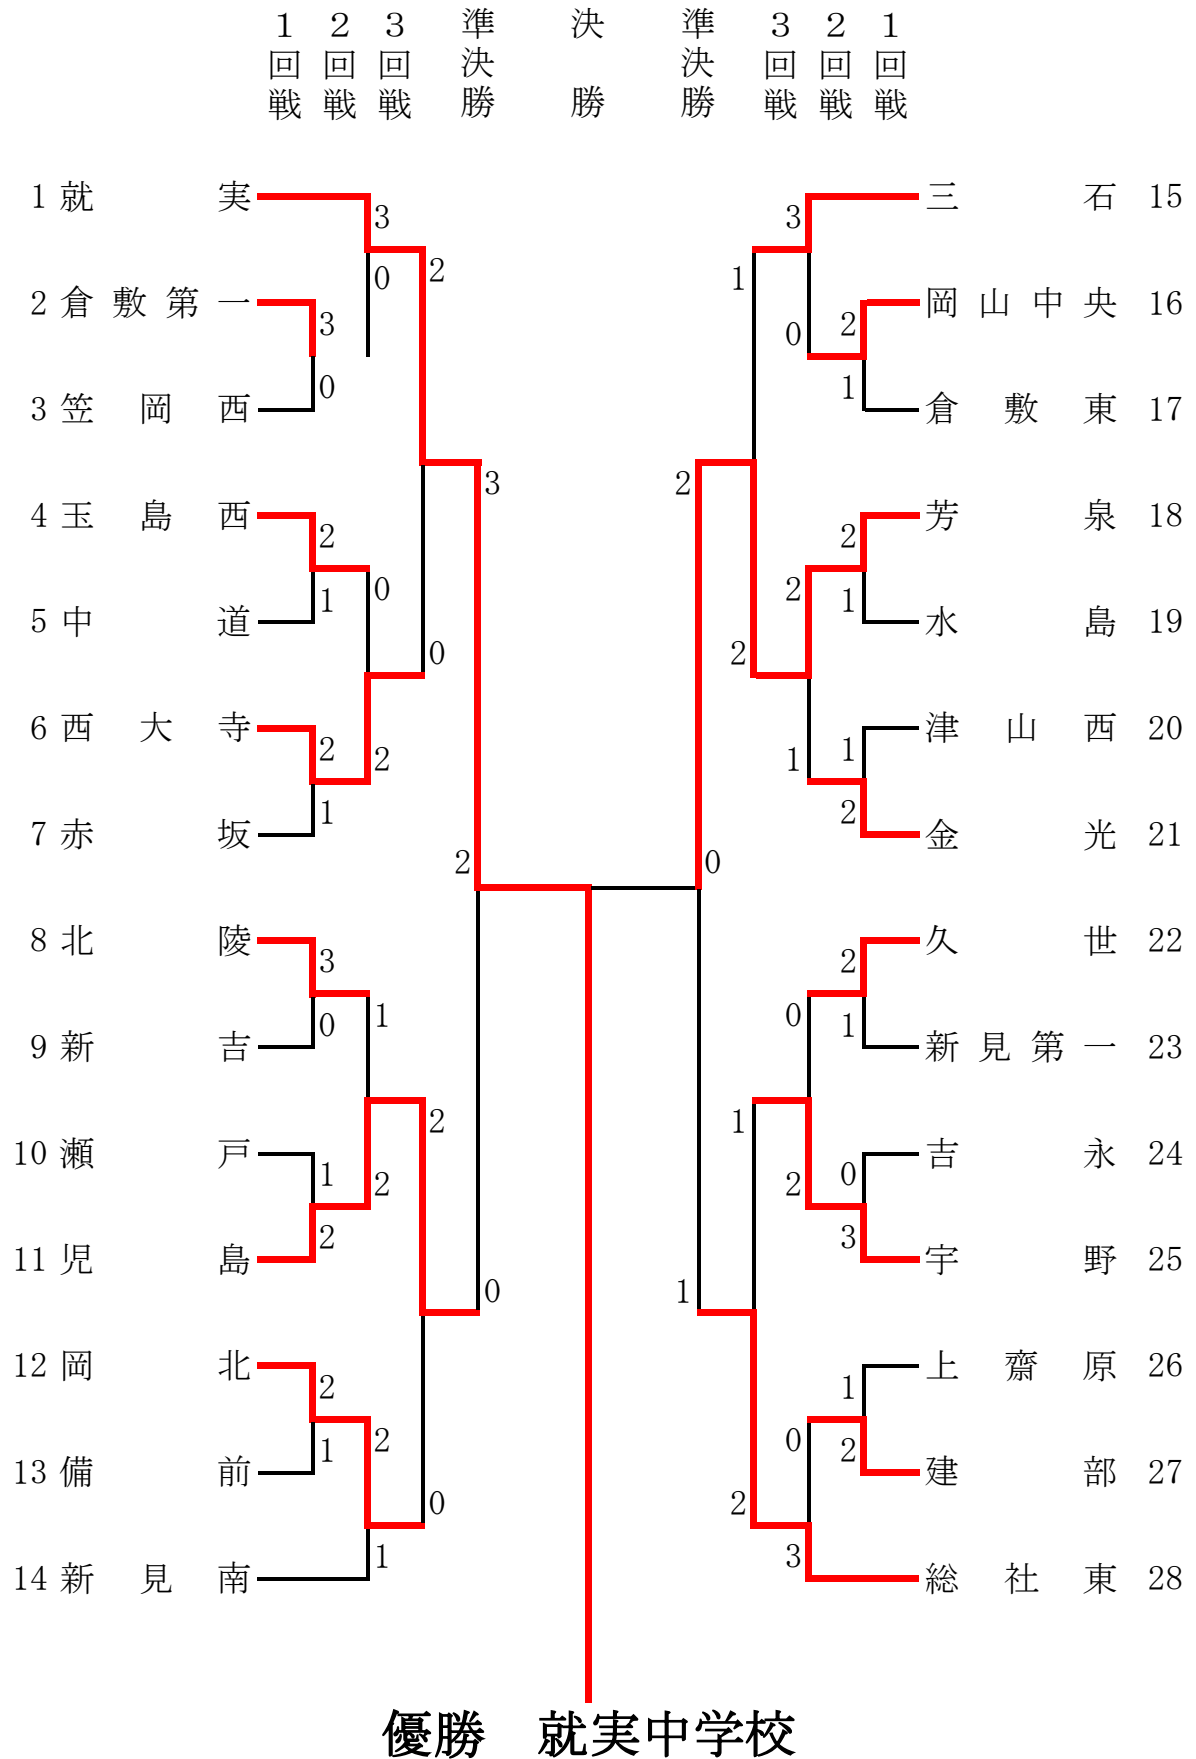 1回戦 2回戦 3回戦 準決勝 決勝 準決勝 3回戦 2回戦 1回戦
1 就実 3 3 三石 15
0 2 1
2 倉敷第一 3 0 2 岡山中央 16
0 1
3 笠岡西 倉敷東 17
3 2
4 玉島西 2 2 芳泉 18
1 0 2 1
5 中道 水島 19
0 2
6 西大寺 2 2 1 1 津山西 20
1 2
7 赤坂 金光 21
2 0
8 北陵 3 2 久世 22
0 1 0 1
9 新吉 新見第一 23
2 1
10 瀬戸 1 2 2 0 吉永 24
2 3
11 児島 宇野 25
0 1
12 岡北 2 1 上齋原 26
1 2 0 2
13 備前 建部 27
0 2
1 3
14 新見南 総社東 28
優勝 就実中学校